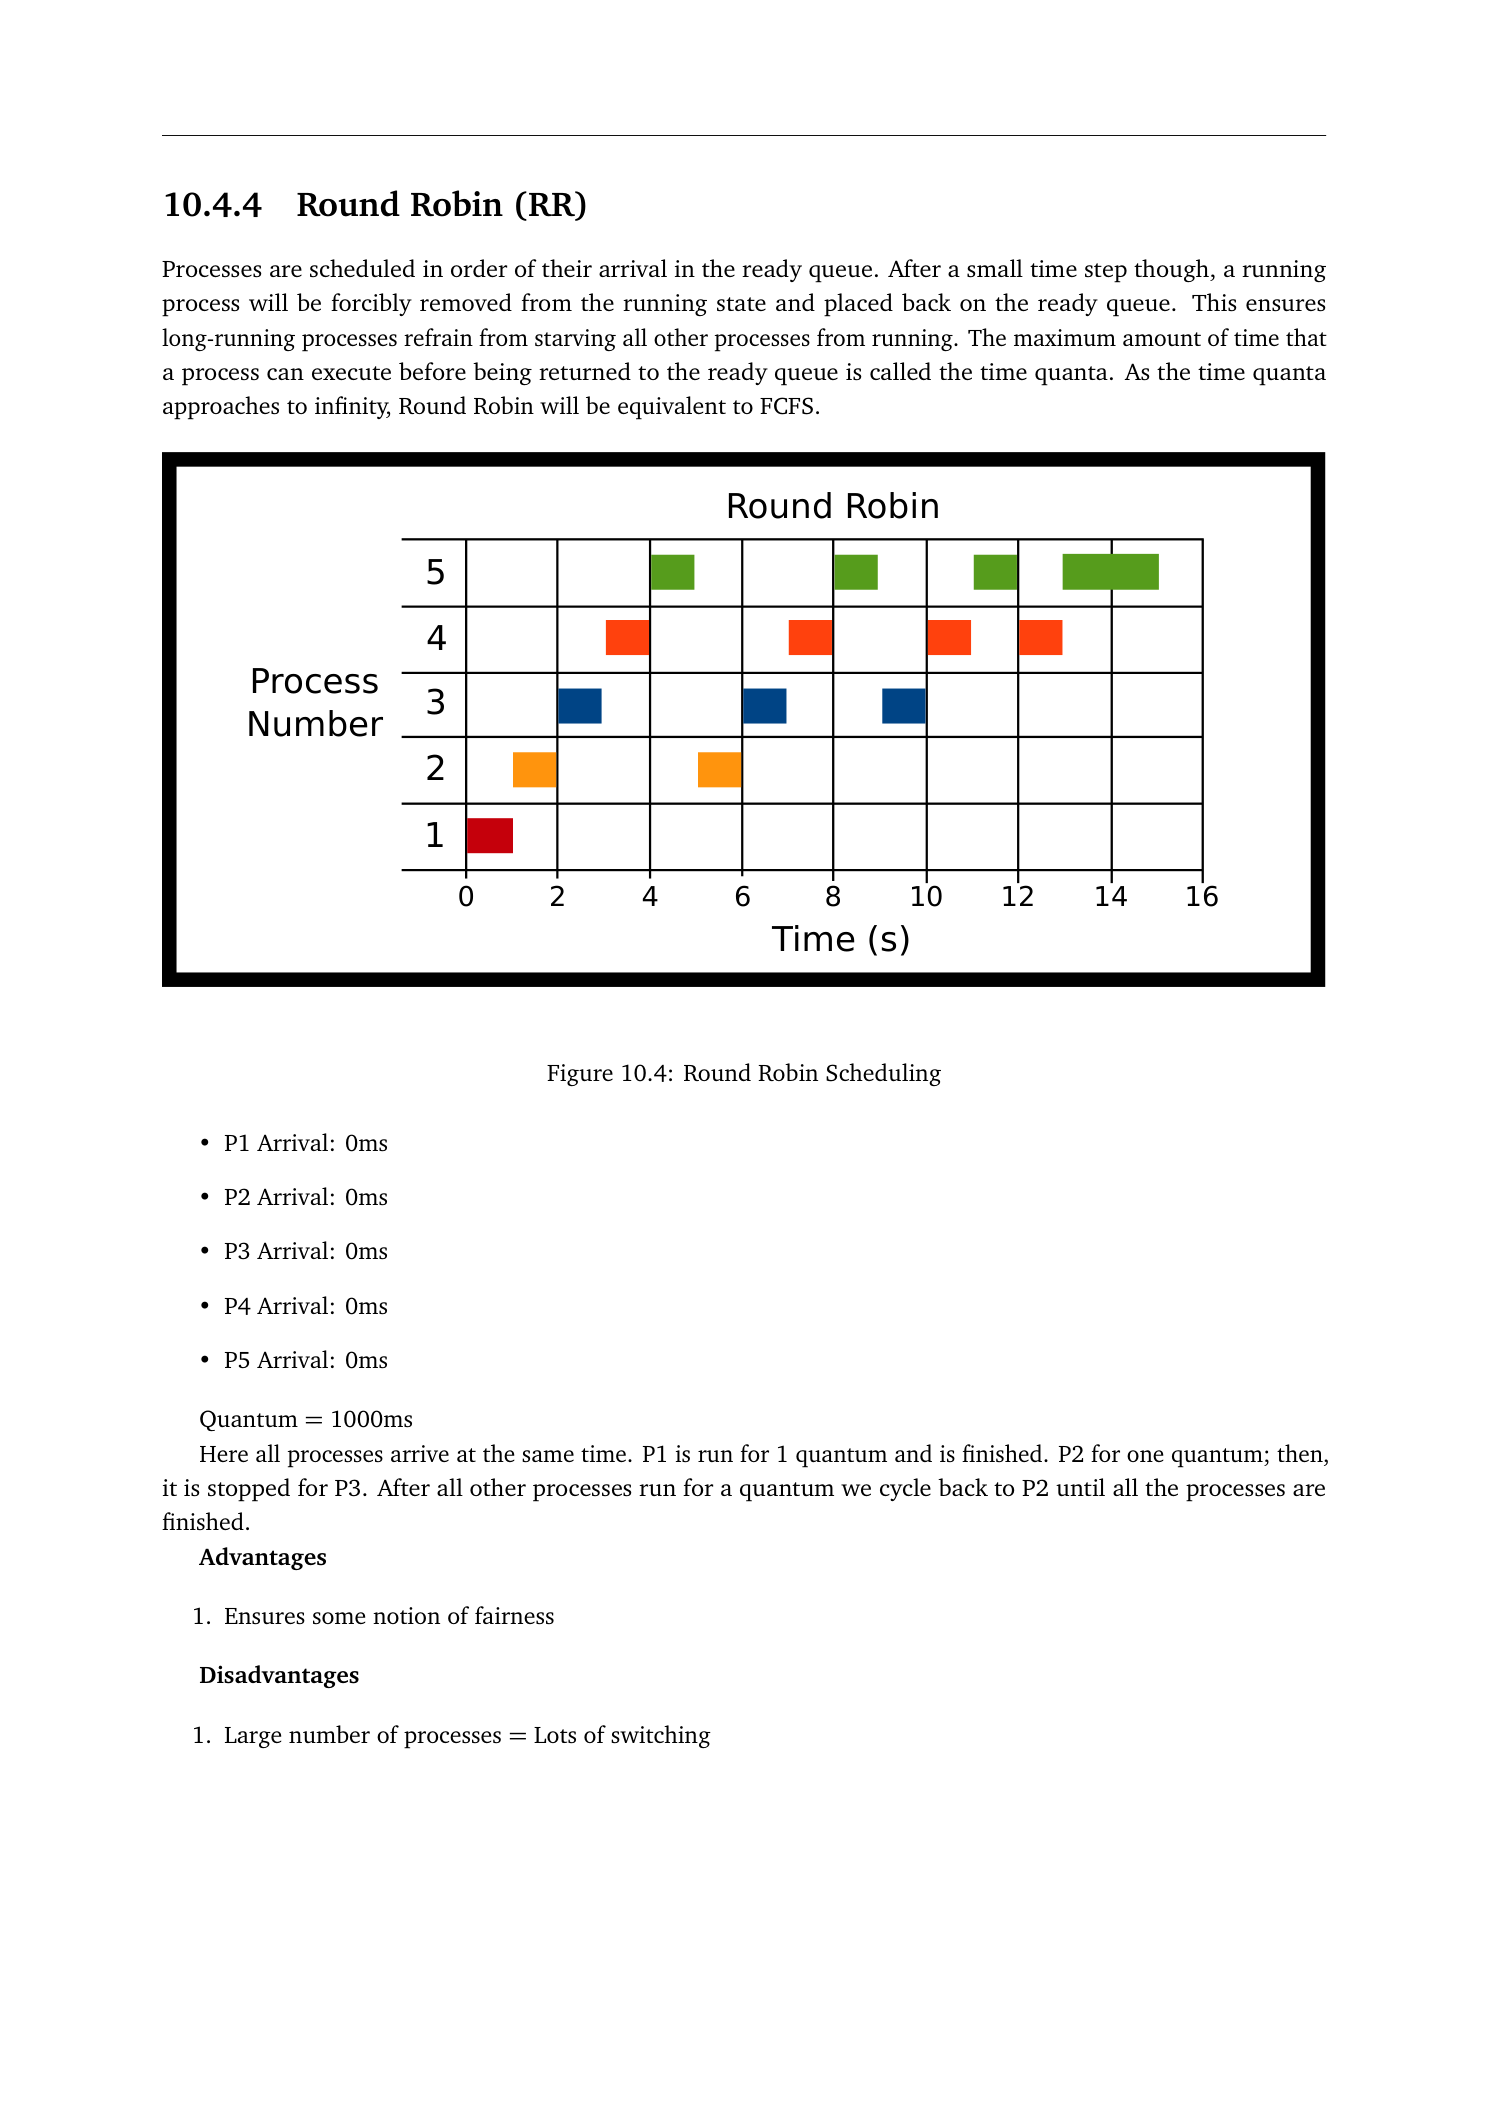 10.4.4 Round Robin (RR)
Processes are scheduled in order of their arrival in the ready queue. After a small time step though, a running
process will be forcibly removed from the running state and placed back on the ready queue. This ensures
long-running processes refrain from starving all other processes from running. The maximum amount of time that
a process can execute before being returned to the ready queue is called the time quanta. As the time quanta
approaches to infinity, Round Robin will be equivalent to FCFS.
Round Robin
5
4
Process
Number
3
2
1
0 2 4 6 8 10 12 14 16
Time (s)
Figure 10.4: Round Robin Scheduling
• P1 Arrival: 0ms
• P2 Arrival: 0ms
• P3 Arrival: 0ms
• P4 Arrival: 0ms
• P5 Arrival: 0ms
Quantum = 1000ms
Here all processes arrive at the same time. P1 is run for 1 quantum and is finished. P2 for one quantum; then,
it is stopped for P3. After all other processes run for a quantum we cycle back to P2 until all the processes are
finished.
Advantages
1. Ensures some notion of fairness
Disadvantages
1. Large number of processes = Lots of switching